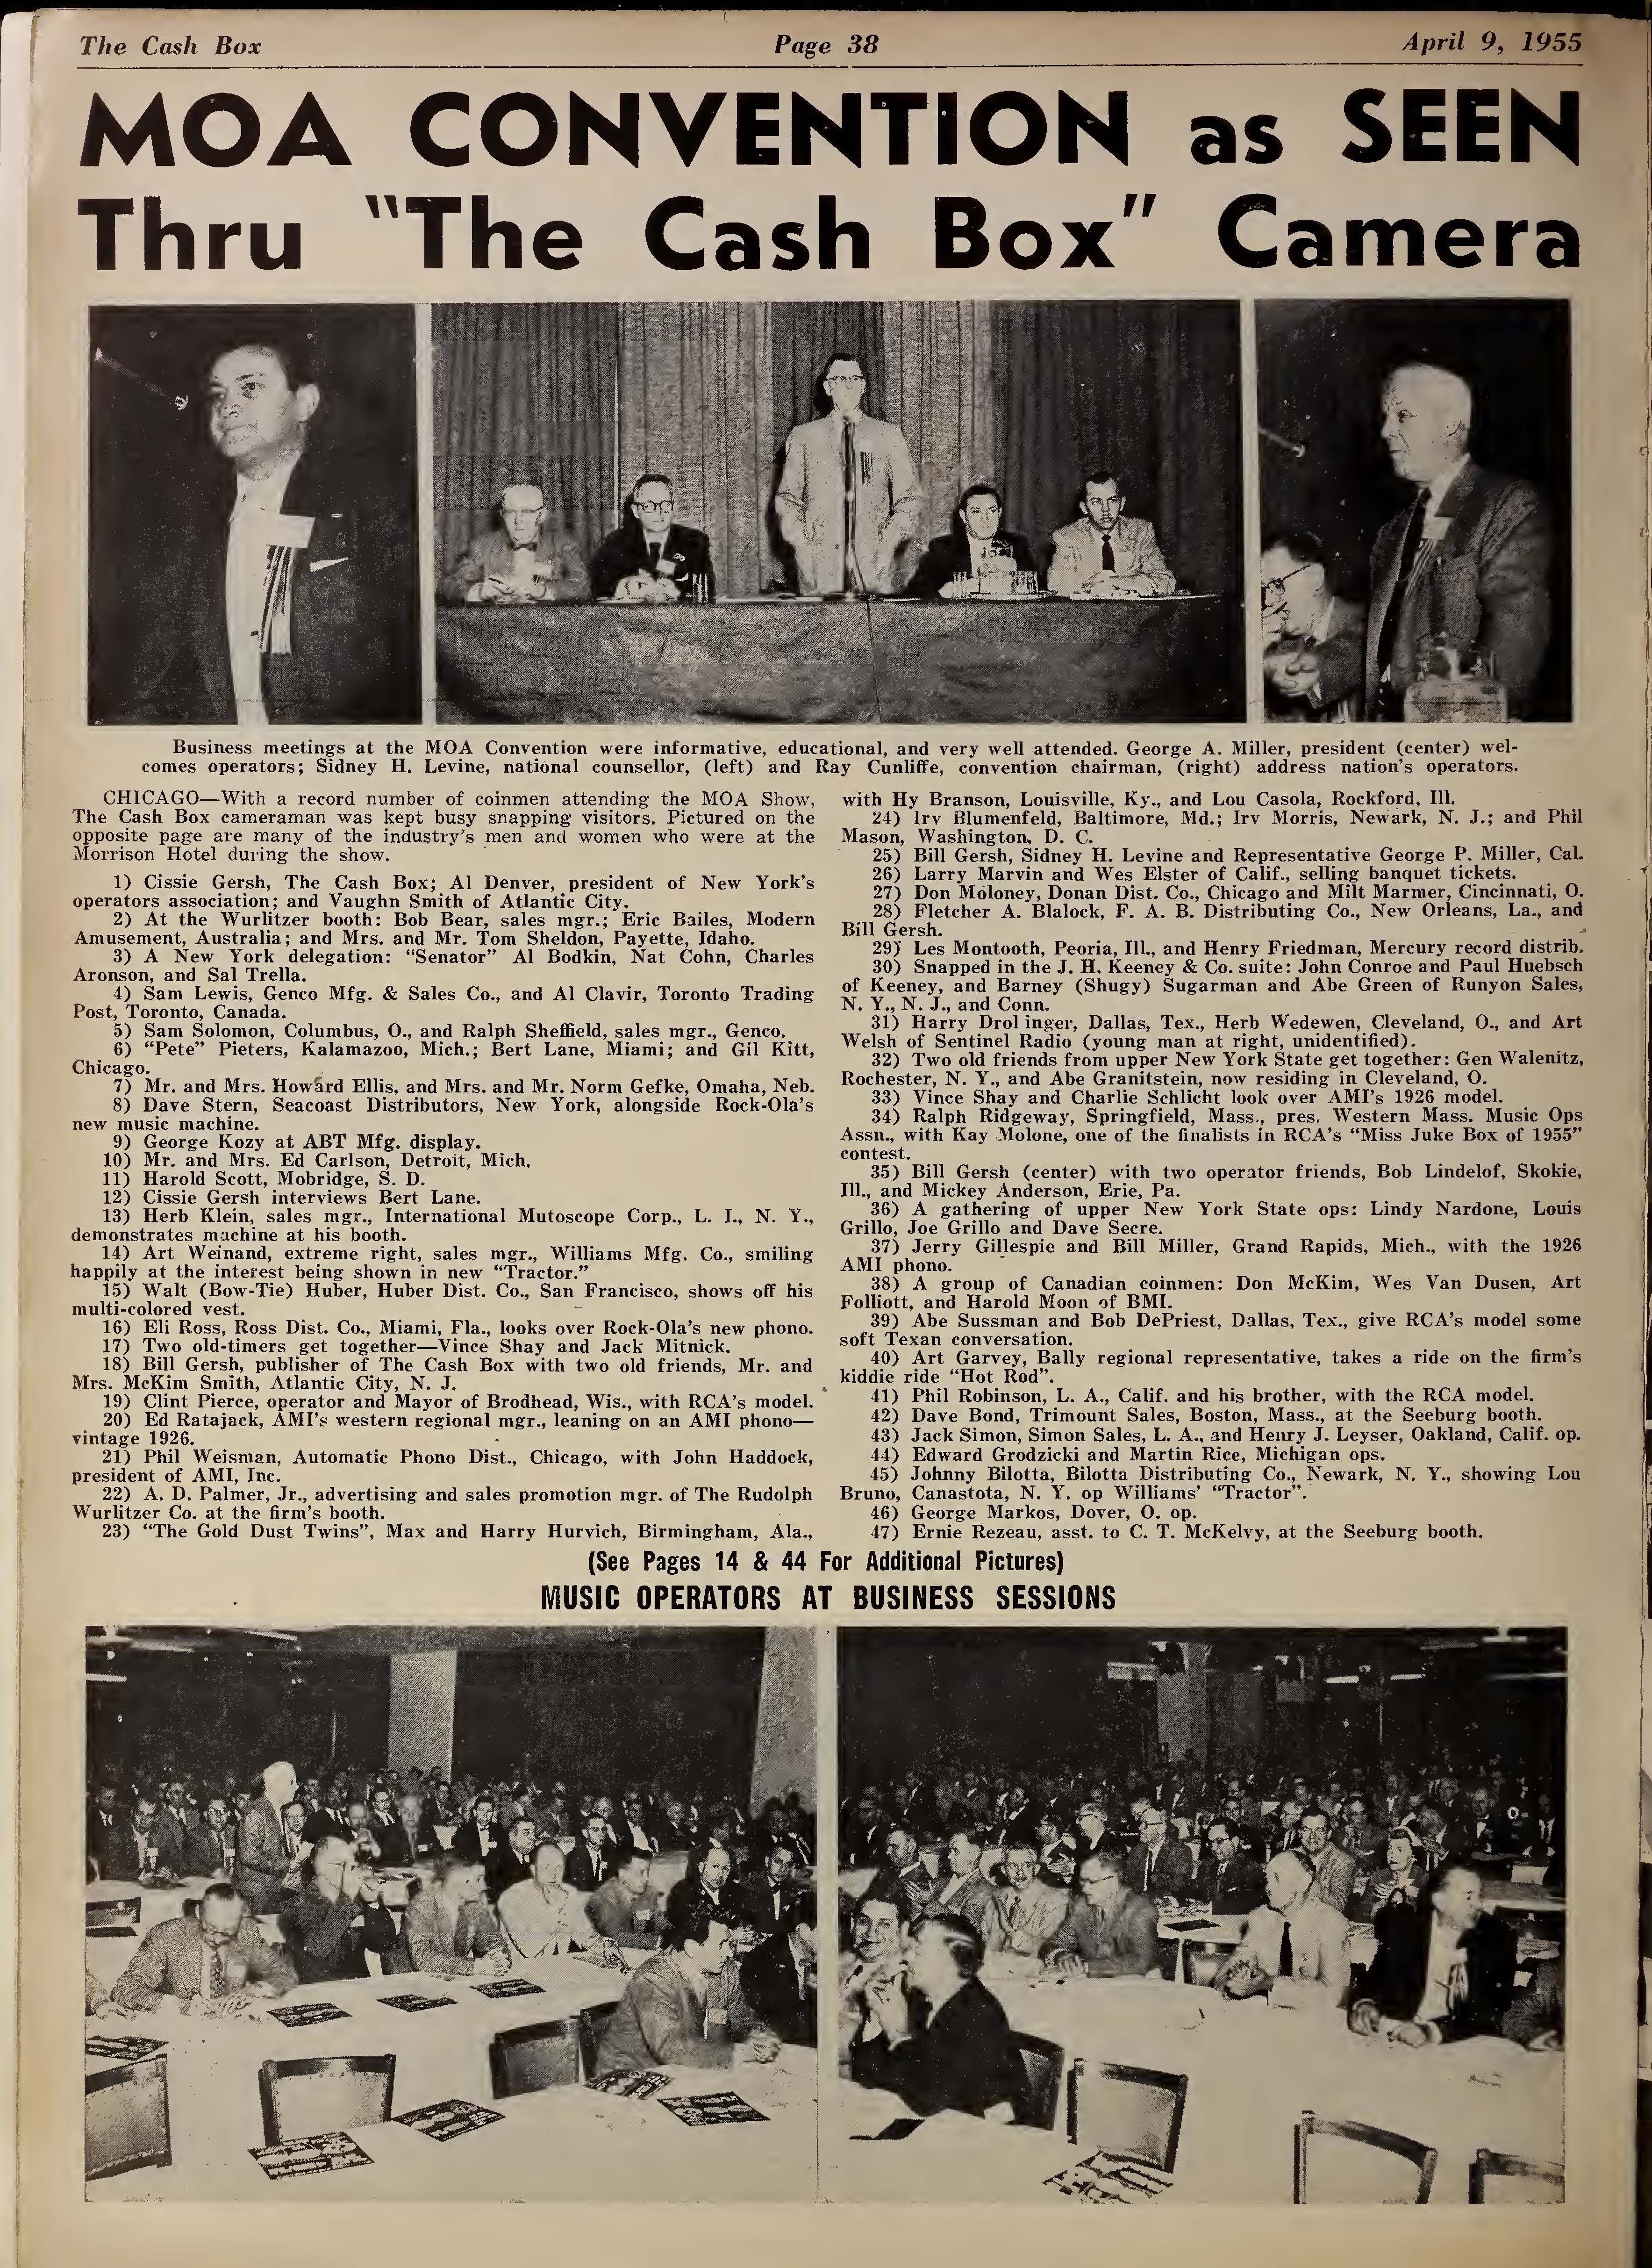 The Cash Box
Page 38
April 9, 1955
MOA CONVENTION as SEEN
Thru "The Cash Box" Camera
Business meetings at the MOA Convention were informative, educational, and very well attended. George A. Miller, president (center) wel-
comes operators; Sidney H. Levine, national counsellor, (left) and Ray Cunliffe, convention chairman, (right) address nation's operators.
CHICAGO—With a record number of coinmen attending the MOA Show,
The Cash Box cameraman was kept busy snapping visitors. Pictured on the
opposite page are many of the industry's men and women who were at the
Morrison Hotel during the show.
1) Cissie Gersh, The Cash Box; Al Denver, president of New York's
operators association; and Vaughn Smith of Atlantic City.
2) At the Wurlitzer booth: Bob Bear, sales mgr.; Eric Bailes, Modern
Amusement, Australia; and Mrs. and Mr. Tom Sheldon, Payette, Idaho.
3) A New York delegation: "Senator" Al Bodkin, Nat Cohn, Charles
Aronson, and Sal Trella.
4) Sam Lewis, Genco Mfg. & Sales Co., and Al Clavir, Toronto Trading
Post, Toronto, Canada.
5) Sam Solomon, Columbus, O., and Ralph Sheffield, sales mgr., Genco.
6) "Pete" Pieters, Kalamazoo, Mich.; Bert Lane, Miami; and Gil Kitt,
Chicago.
7) Mr. and Mrs. Howard Ellis, and Mrs. and Mr. Norm Gefke, Omaha, Neb.
8) Dave Stern, Seacoast Distributors, New York, alongside Rock-Ola's
new music machine.
9) George Kozy at ABT Mfg. display.
10) Mr. and Mrs. Ed Carlson, Detroit, Mich.
11) Harold Scott, Mobridge, S. D.
12) Cissie Gersh interviews Bert Lane.
13) Herb Klein, sales mgr., International Mutoscope Corp., L. I., N. Y.,
demonstrates machine at his booth.
14) Art Weinand, extreme right, sales mgr., Williams Mfg. Co., smiling
happily at the interest being shown in new "Tractor."
15) Walt (Bow-Tie) Huber, Huber Dist. Co., San Francisco, shows off his
multi-colored vest.
16) Eli Ross, Ross Dist. Co., Miami, Fla., looks over Rock-Ola's new phono.
17) Two old-timers get together—Vince Shay and Jack Mitnick.
18) Bill Gersh, publisher of The Cash Box with two old friends, Mr. and
Mrs. McKim Smith, Atlantic City, N. J.
19) Clint Pierce, operator and Mayor of Brodhead, Wis., with RCA's model.
20) Ed Ratajack, AMI's western regional mgr., leaning on an AMI phono—
vintage 1926.
21) Phil Weisman, Automatic Phono Dist., Chicago, with John Haddock,
president of AMI, Inc.
22) A. D. Palmer, Jr., advertising and sales promotion mgr. of The Rudolph
Wurlitzer Co. at the firm's booth.
23) "The Gold Dust Twins", Max and Harry Hurvich, Birmingham, Ala.,
with Hy Branson, Louisville, Ky., and Lou Casola, Rockford, Ill.
24) Irv Blumenfeld, Baltimore, Md.; Irv Morris, Newark, N. J.; and Phil
Mason, Washington, D. C.
25) Bill Gersh, Sidney H. Levine and Representative George P. Miller, Cal.
26) Larry Marvin and Wes Elster of Calif., selling banquet tickets.
27) Don Moloney, Donan Dist. Co., Chicago and Milt Marmer, Cincinnati, O.
28) Fletcher A. Blalock, F. A. B. Distributing Co., New Orleans, La., and
Bill Gersh.
29) Les Montooth, Peoria, Ill., and Henry Friedman, Mercury record distrib.
30) Snapped in the J. H. Keeney & Co. suite: John Conroe and Paul Huebsch
of Keeney, and Barney (Shugy) Sugarman and Abe Green of Runyon Sales,
N. Y., N. J., and Conn.
31) Harry Drol inger, Dallas, Tex., Herb Wedewen, Cleveland, O., and Art
Welsh of Sentinel Radio (young man at right, unidentified).
32) Two old friends from upper New York State get together: Gen Walenitz,
Rochester, N. Y., and Abe Granitstein, now residing in Cleveland, O.
33) Vince Shay and Charlie Schlicht look over AMI's 1926 model.
34) Ralph Ridgeway, Springfield, Mass., pres. Western Mass. Music Ops
Assn., with Kay Molone, one of the finalists in RCA's "Miss Juke Box of 1955"
contest.
35) Bill Gersh (center) with two operator friends, Bob Lindelof, Skokie,
Ill., and Mickey Anderson, Erie, Pa.
36) A gathering of upper New York State ops: Lindy Nardone, Louis
Grillo, Joe Grillo and Dave Secre.
37) Jerry Gillespie and Bill Miller, Grand Rapids, Mich., with the 1926
AMI phono.
38) A group of Canadian coinmen: Don McKim, Wes Van Dusen, Art
Folliott, and Harold Moon of BMI.
39) Abe Sussman and Bob DePriest, Dallas, Tex., give RCA's model some
soft Texan conversation.
40) Art Garvey, Bally regional representative, takes a ride on the firm's
kiddie ride "Hot Rod".
41) Phil Robinson, L. A., Calif. and his brother, with the RCA model.
42) Dave Bond, Trimount Sales, Boston, Mass., at the Seeburg booth.
43) Jack Simon, Simon Sales, L. A., and Henry J. Leyser, Oakland, Calif. op.
44) Edward Grodzicki and Martin Rice, Michigan ops.
45) Johnny Bilotta, Bilotta Distributing Co., Newark, N. Y., showing Lou
Bruno, Canastota, N. Y. op Williams' "Tractor".
46) George Markos, Dover, O. op.
47) Ernie Rezeau, asst. to C. T. McKelvy, at the Seeburg booth.
(See Pages 14 & 44 For Additional Pictures)
MUSIC OPERATORS AT BUSINESS SESSIONS